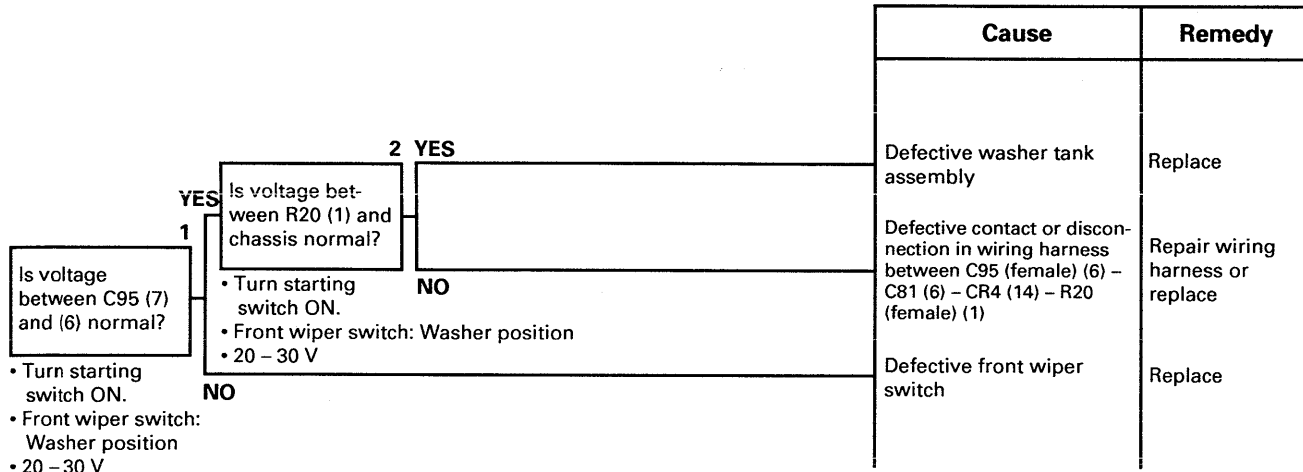 Cause
Remedy
2 YES
Defective washer tank
assembly
Replace
YES
Is voltage bet-
ween R20 (1) and
chassis normal?
1
Defective contact or discon-
nection in wiring harness
between C95 (female) (6) –
C81 (6) – CR4 (14) – R20
(female) (1)
Repair wiring
harness or
replace
Is voltage
between C95 (7)
and (6) normal?
• Turn starting
switch ON.
NO
• Front wiper switch: Washer position
• 20 – 30 V
Defective front wiper
switch
Replace
• Turn starting
switch ON.
NO
• Front wiper switch:
Washer position
• 20 – 30 V